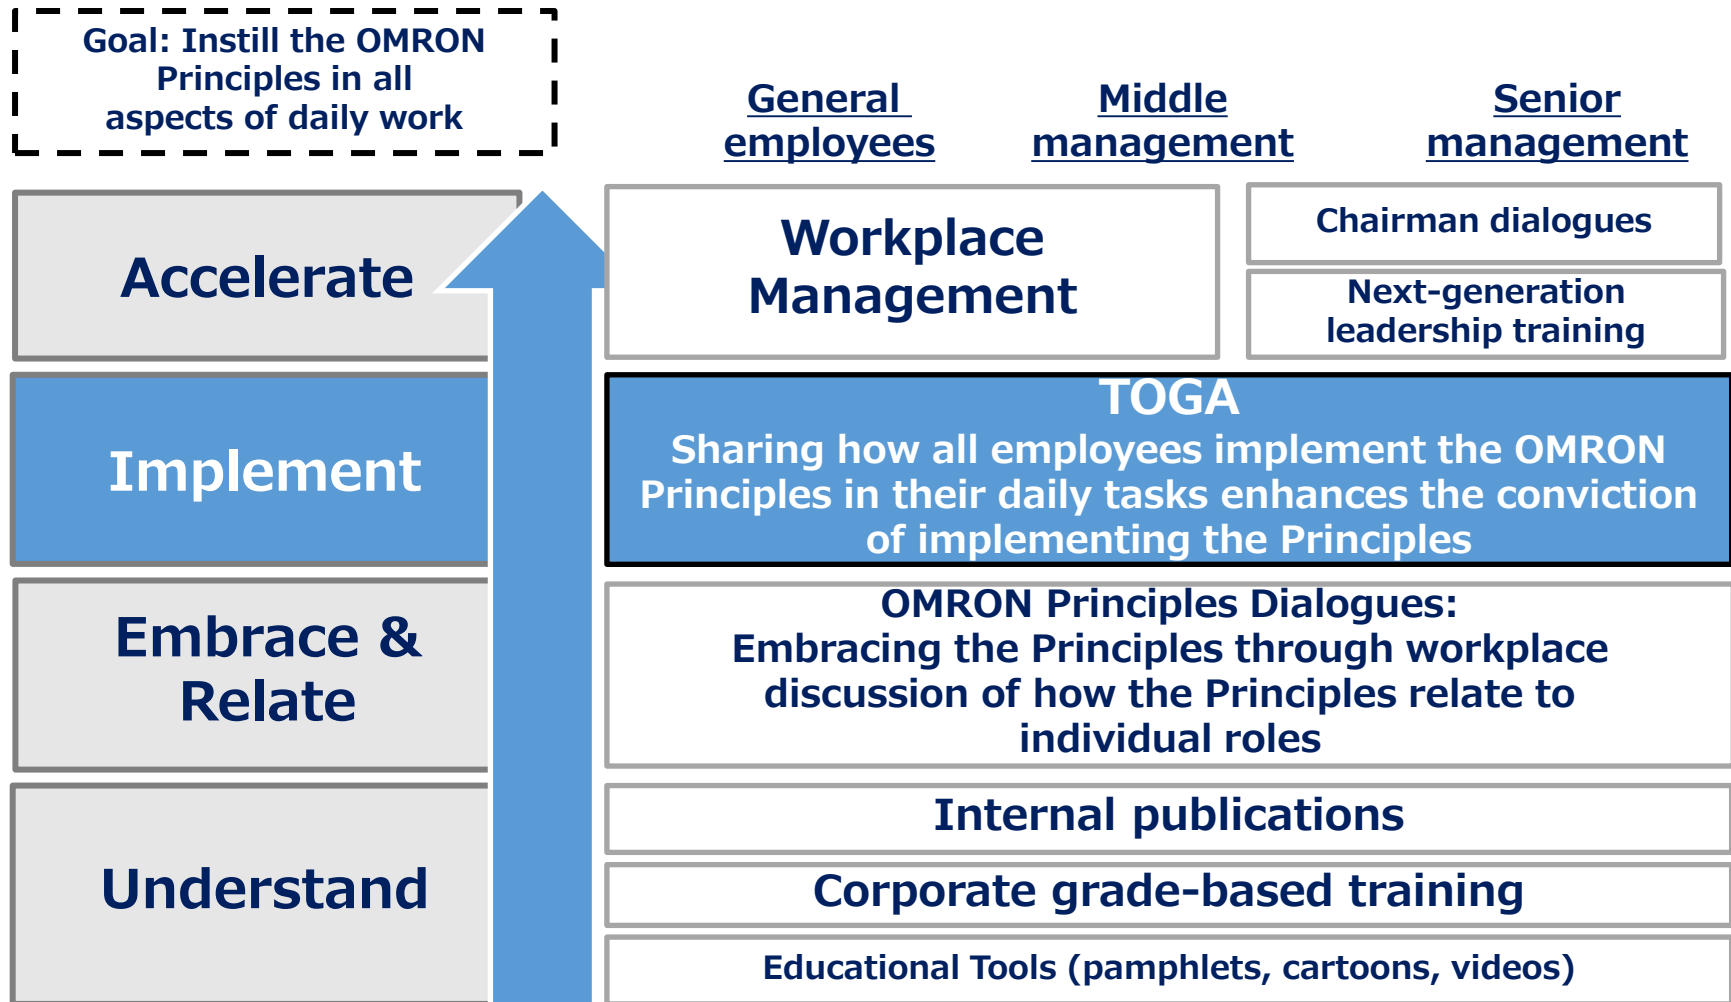 Goal: Instill the OMRON
Principles in all
aspects of daily work
General
employees
Middle
management
Senior
management
Accelerate
Workplace
Management
Chairman dialogues
Next-generation
leadership training
Implement
TOGA
Sharing how all employees implement the OMRON
Principles in their daily tasks enhances the conviction
of implementing the Principles
Embrace &
Relate
OMRON Principles Dialogues:
Embracing the Principles through workplace
discussion of how the Principles relate to
individual roles
Understand
Internal publications
Corporate grade-based training
Educational Tools (pamphlets, cartoons, videos)